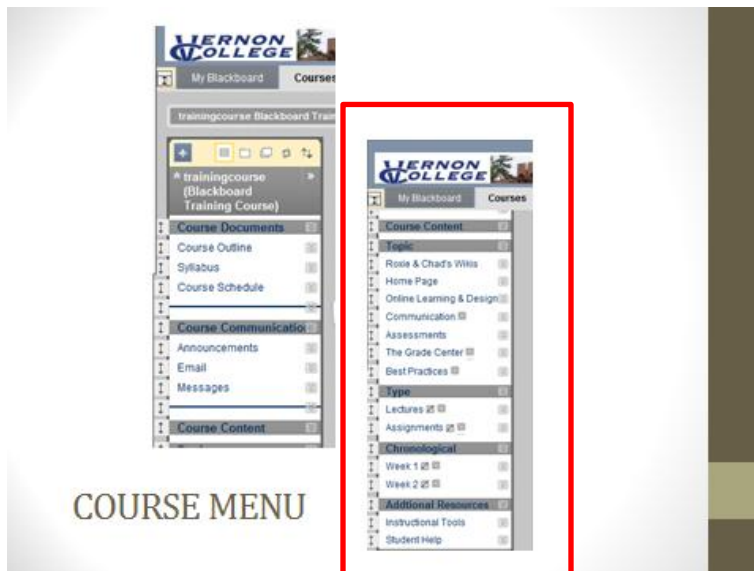 VERNON
COLLEGE
My Blackboard Courses
trainingcourse Blackboard Train
* trainingcourse
(Blackboard
Training Course)
Course Documents
Course Outline
Syllabus
Course Schedule
Course Communication
Announcements
Email
Messages
Course Content
COURSE MENU
VERNON
COLLEGE
My Blackboard Courses
Course Content
Topic
Roxie & Chad's Wikis
Home Page
Online Learning & Design
Communication
Assessments
The Grade Center
Best Practices
Type
Lectures
Assignments
Chronological
Week 1
Week 2
Addtional Resources
Instructional Tools
Student Help